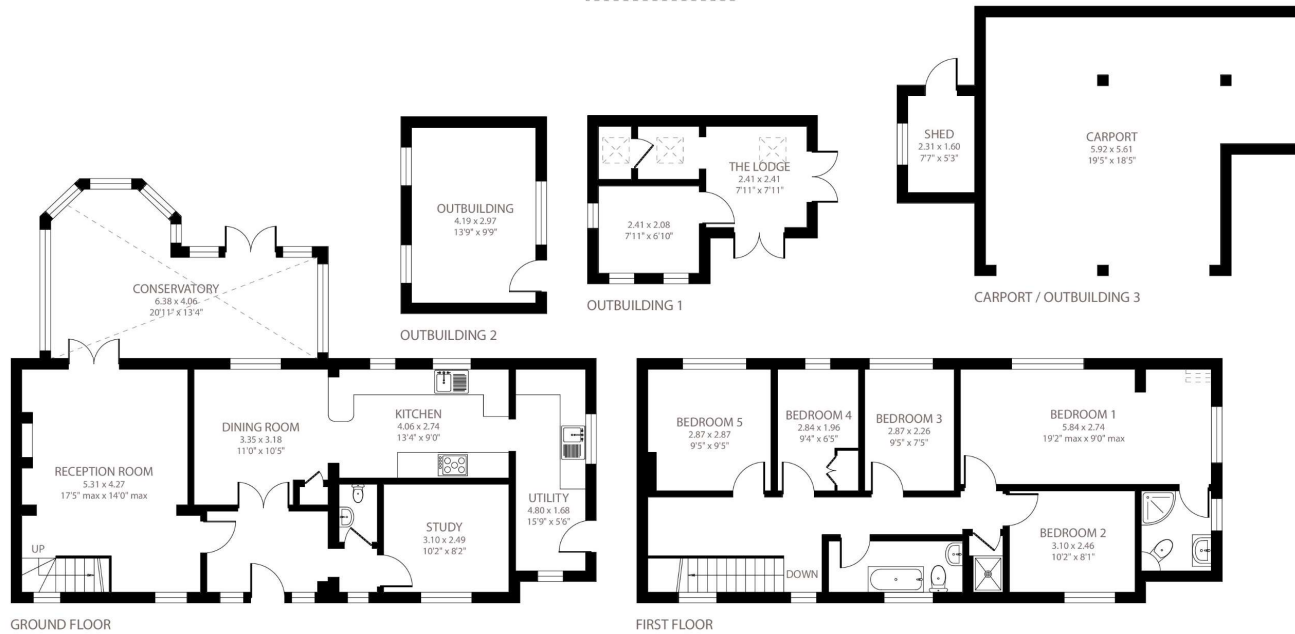 SHED
2.31 x 1.60
7'7" x 5'3"
CARPORT
5.92 x 5.61
19'5" x 18'5"
CARPORT / OUTBUILDING 3
THE LODGE
2.41 x 2.41
7'11" x 7'11"
2.41 x 2.08
7'11" x 6'10"
OUTBUILDING 1
OUTBUILDING
4.19 x 2.97
13'9" x 9'9"
OUTBUILDING 2
CONSERVATORY
6.38 x 4.06
20'11" x 13'4"
DINING ROOM
3.35 x 3.18
11'0" x 10'5"
KITCHEN
4.06 x 2.74
13'4" x 9'0"
RECEPTION ROOM
5.31 x 4.27
17'5" max x 14'0" max
UTILITY
4.80 x 1.68
15'9" x 5'6"
STUDY
3.10 x 2.49
10'2" x 8'2"
UP
GROUND FLOOR
BEDROOM 5
2.87 x 2.87
9'5" x 9'5"
BEDROOM 4
2.84 x 1.96
9'4" x 6'5"
BEDROOM 3
2.87 x 2.26
9'5" x 7'5"
BEDROOM 1
5.84 x 2.74
19'2" max x 9'0" max
BEDROOM 2
3.10 x 2.46
10'2" x 8'1"
DOWN
FIRST FLOOR